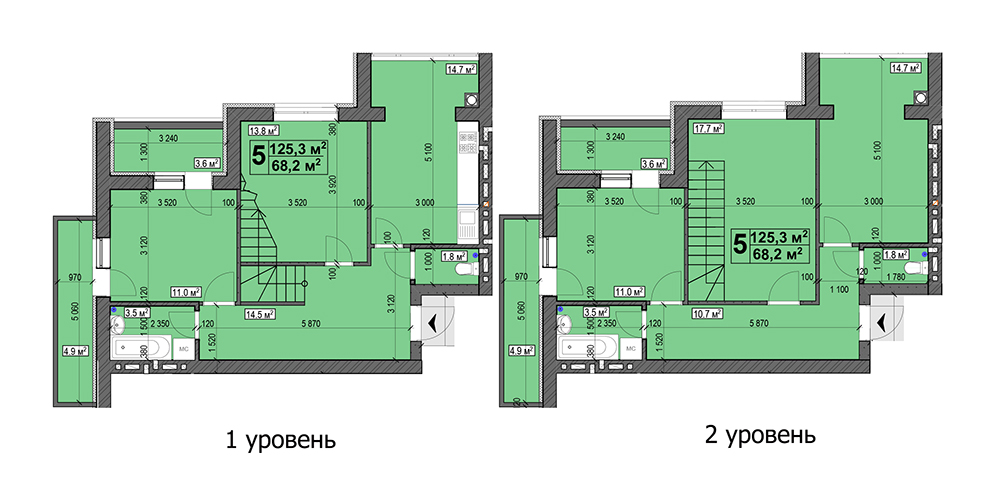 14.7 м²
380
13.8 м²
3 240
1 300
3.6 м²
5
125,3 м²
68,2 м²
5 100
3 920
380
3 520
100
3 520
100
3 000
3 120
100
120
100
1.8 м²
1 000
970
5 060
120
11.0 м²
3.5 м²
1 500
2 350
120
14.5 м²
5 870
3 120
1 520
380
МС
4.9 м²
1 уровень
14.7 м²
17.7 м²
3 240
1 300
3.6 м²
5 100
380
3 520
100
3 520
100
3 000
3 120
5
125,3 м²
68,2 м²
120
1 000
1.8 м²
120
1 780
1 100
970
5 060
120
11.0 м²
3.5 м²
1 500
2 350
120
10.7 м²
5 870
1 520
380
МС
4.9 м²
2 уровень